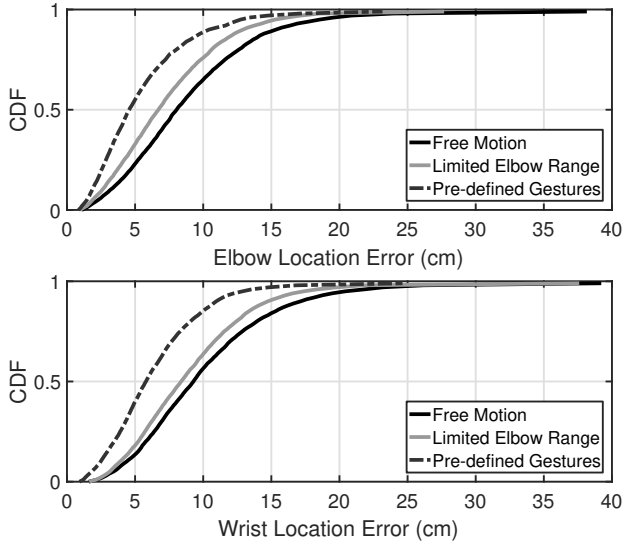 1
0.5
0
CDF
Free Motion
Limited Elbow Range
Pre-defined Gestures
0 5 10 15 20 25 30 35 40
Elbow Location Error (cm)
1
0.5
0
CDF
Free Motion
Limited Elbow Range
Pre-defined Gestures
0 5 10 15 20 25 30 35 40
Wrist Location Error (cm)